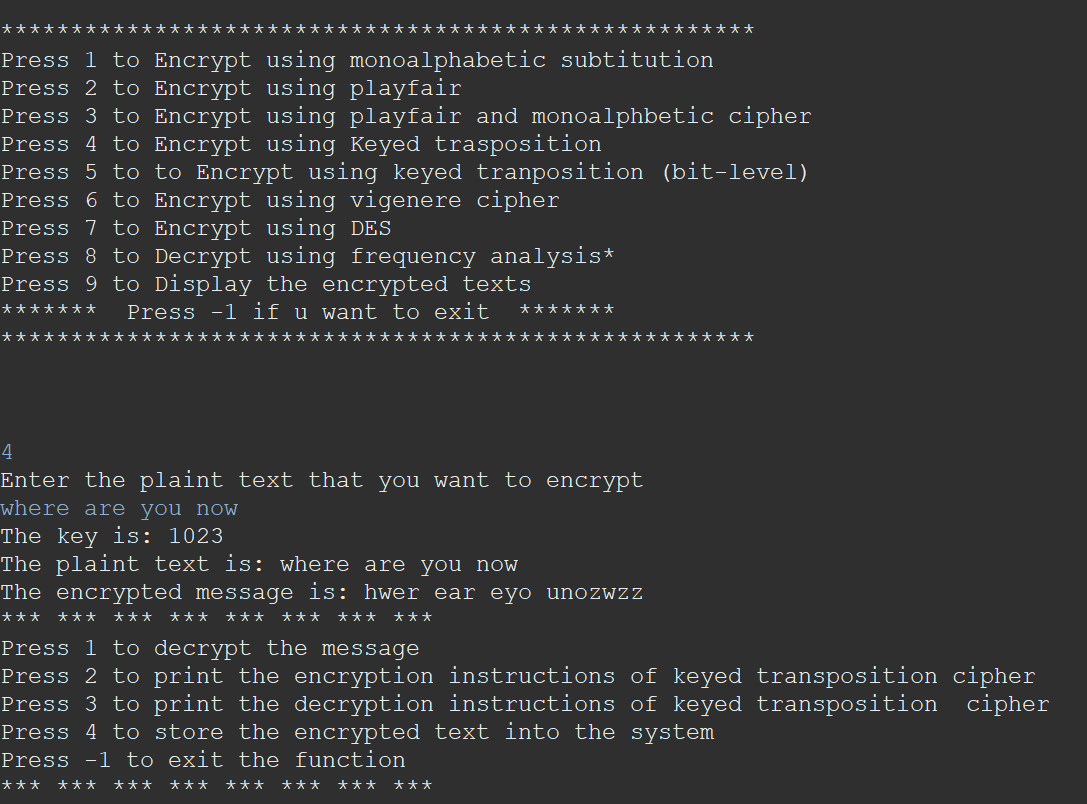 ******************************************************
Press 1 to Encrypt using monoalphabetic subtitution
Press 2 to Encrypt using playfair
Press 3 to Encrypt using playfair and monoalphbetic cipher
Press 4 to Encrypt using Keyed trasposition
Press 5 to to Encrypt using keyed tranposition (bit-level)
Press 6 to Encrypt using vigenere cipher
Press 7 to Encrypt using DES
Press 8 to Decrypt using frequency analysis*
Press 9 to Display the encrypted texts
*******  Press -1 if u want to exit  *******
******************************************************
4
Enter the plaint text that you want to encrypt
where are you now
The key is: 1023
The plaint text is: where are you now
The encrypted message is: hwer ear eyo unozwzz
*** *** *** *** *** *** *** ***
Press 1 to decrypt the message
Press 2 to print the encryption instructions of keyed transposition cipher
Press 3 to print the decryption instructions of keyed transposition  cipher
Press 4 to store the encrypted text into the system
Press -1 to exit the function
*** *** *** *** *** *** *** ***